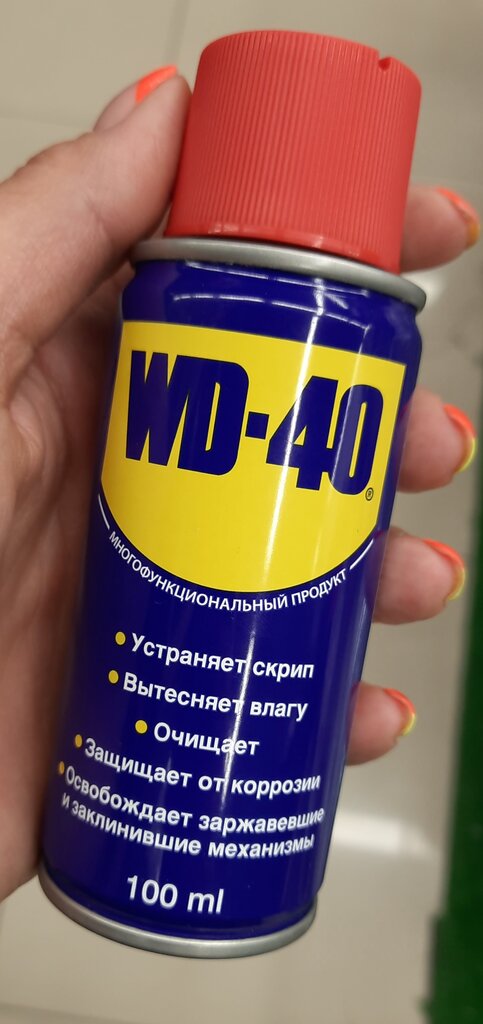 WD-40®
МНОГОФУНКЦИОНАЛЬНЫЙ ПРОДУКТ
• Устраняет скрип
• Вытесняет влагу
• Очищает
• Защищает от коррозии
• Освобождает заржавевшие
и заклинившие механизмы
100 ml